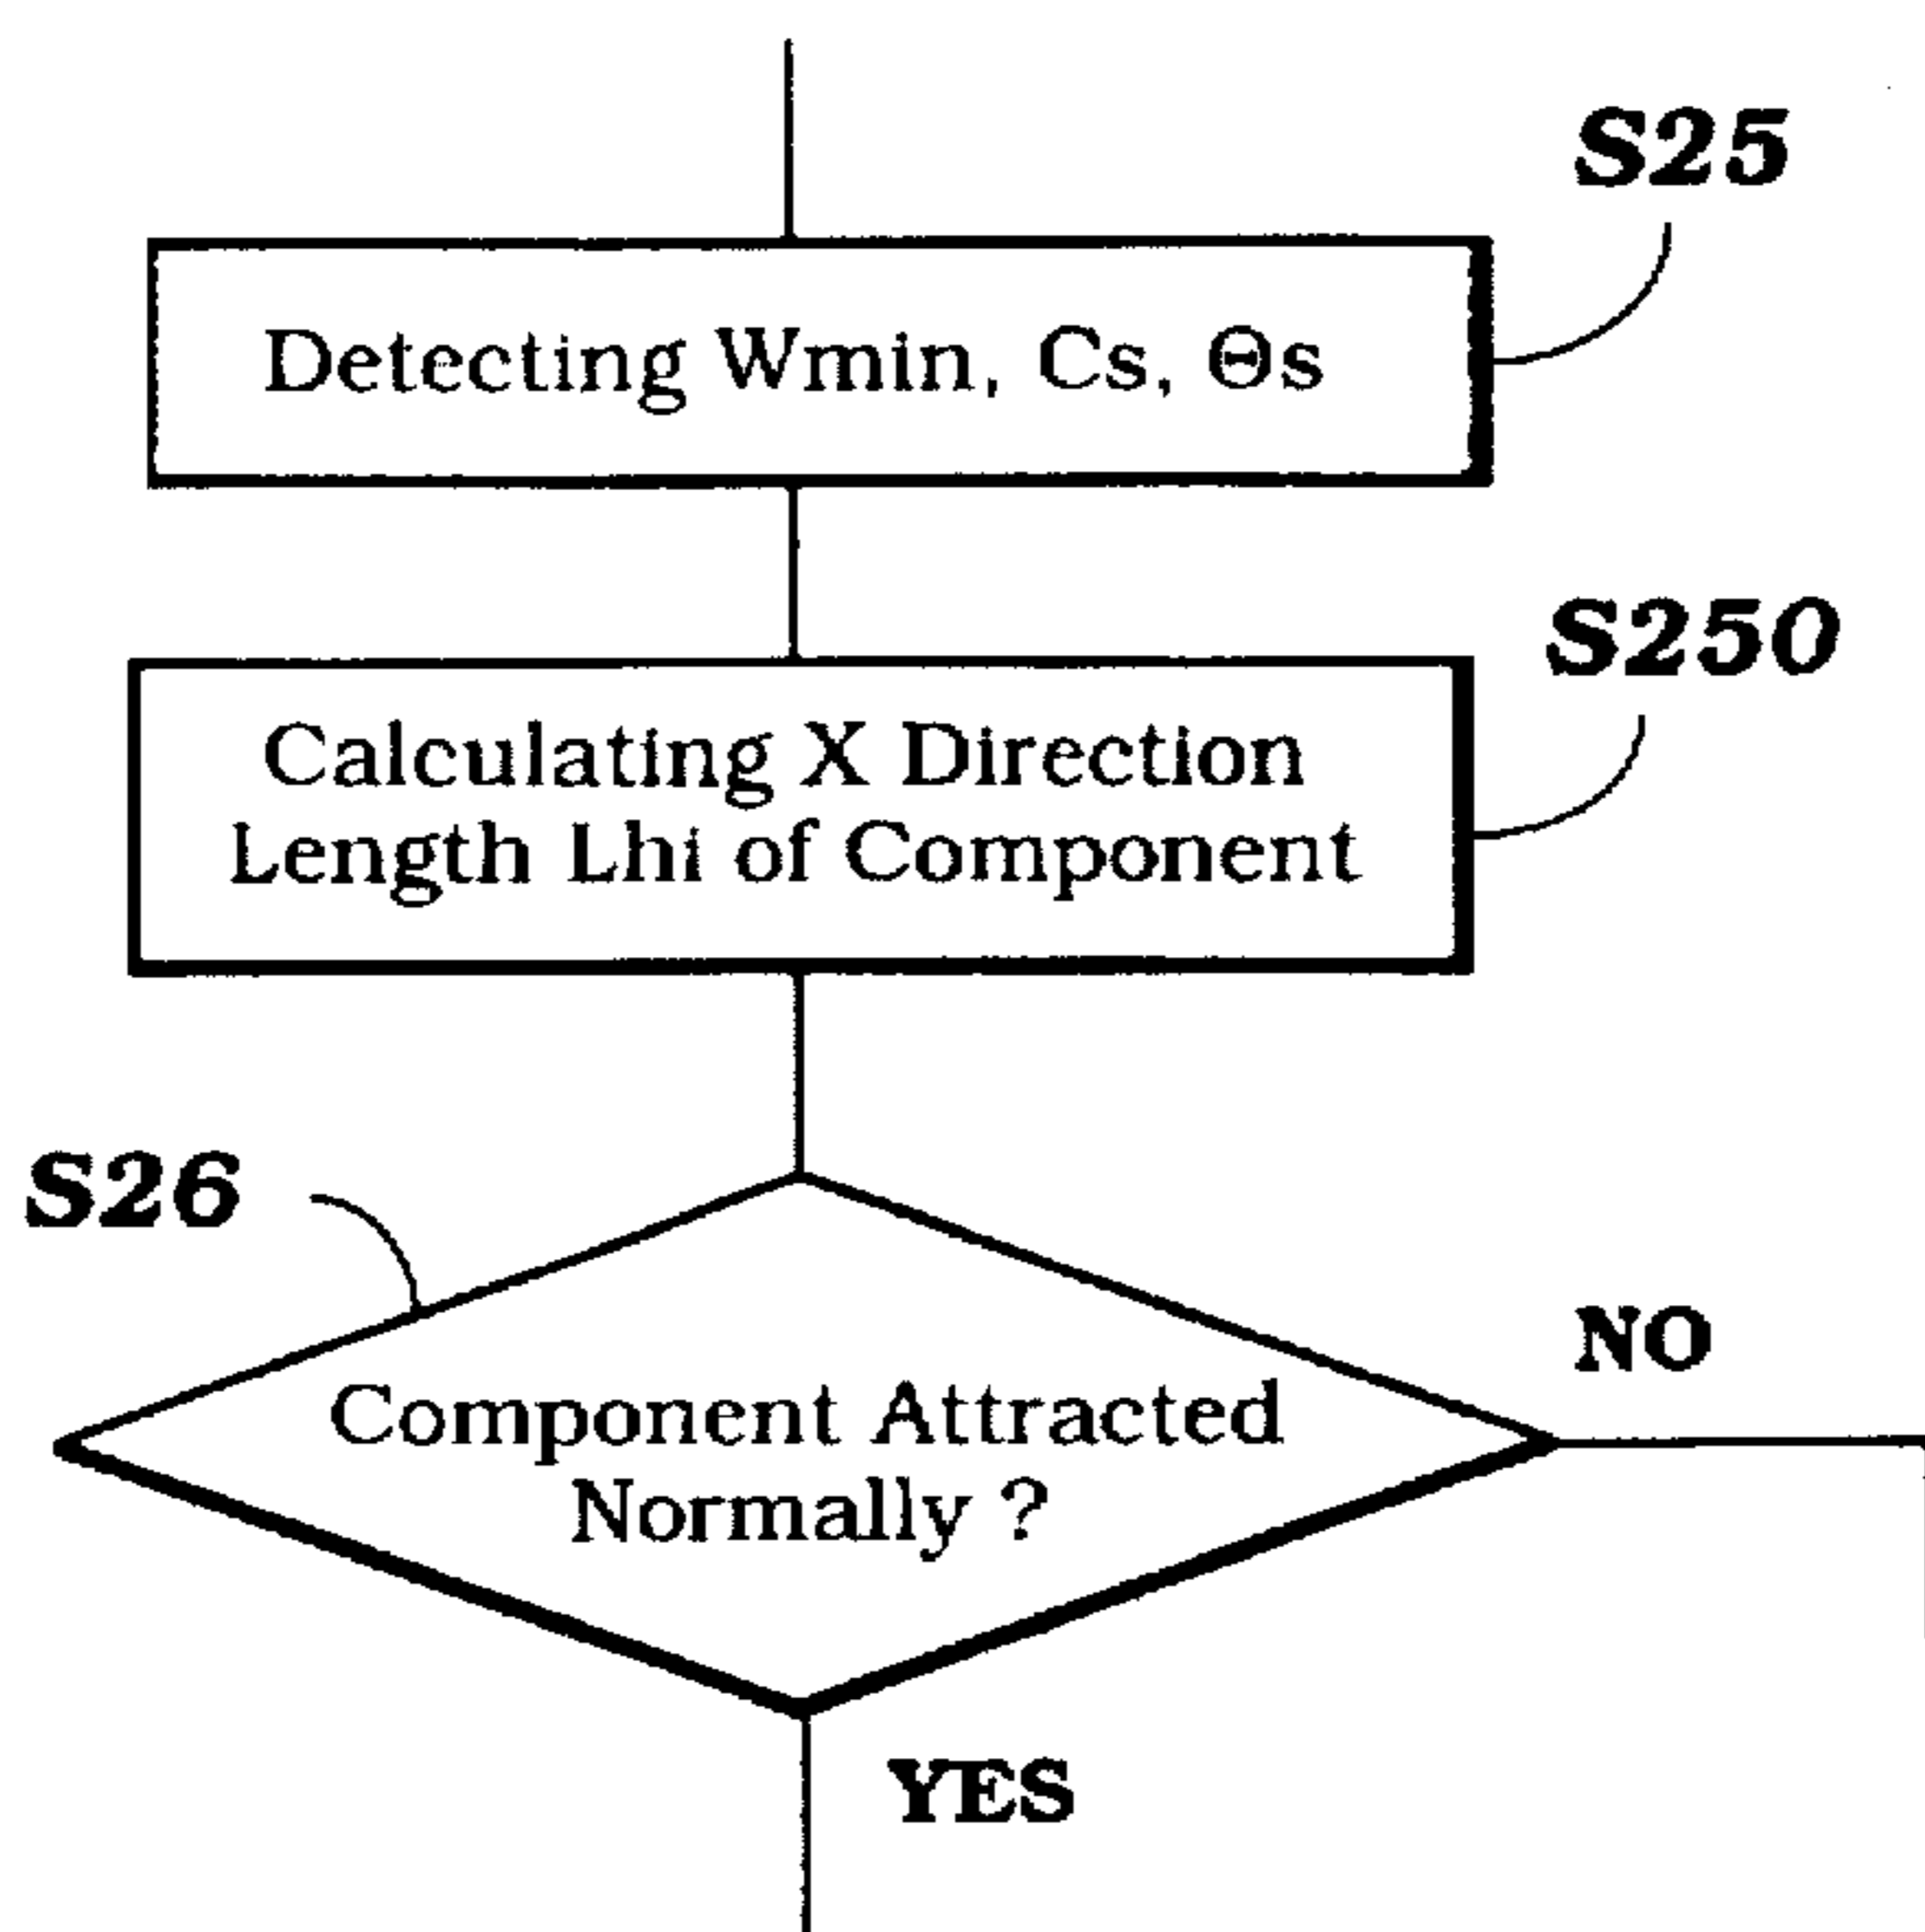 S25
Detecting Wmin, Cs, Θs
S250
Calculating X Direction
Length Lhi of Component
S26
NO
Component Attracted
Normally ?
YES